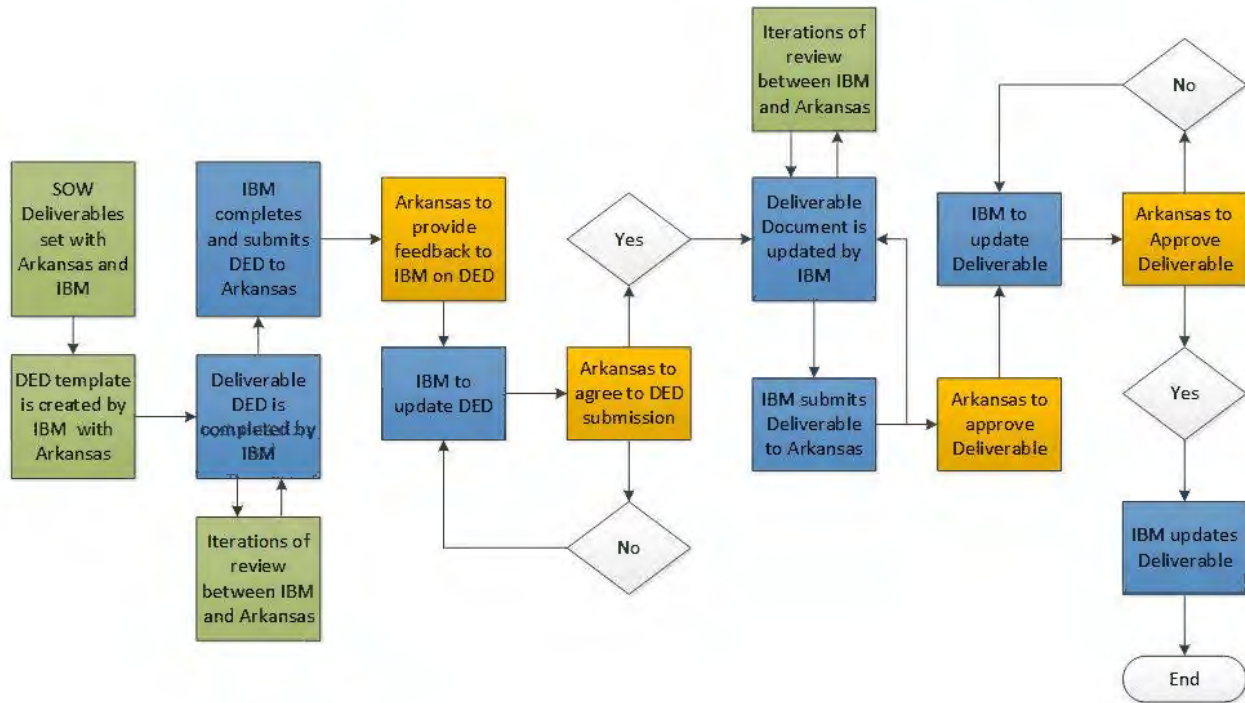 SOW
Deliverables
set with
Arkansas and
IBM
DED template
is created by
IBM with
Arkansas
IBM
completes
and submits
DED to
Arkansas
Deliverable
DED is
completed by
IBM
Iterations of
review
between IBM
and Arkansas
Arkansas to
provide
feedback to
IBM on DED
IBM to
update DED
Arkansas to
agree to DED
submission
Yes
No
Iterations of
review
between IBM
and Arkansas
Deliverable
Document is
updated by
IBM
IBM submits
Deliverable
to Arkansas
Arkansas to
approve
Deliverable
IBM to
update
Deliverable
Arkansas to
Approve
Deliverable
No
Yes
IBM updates
Deliverable
End